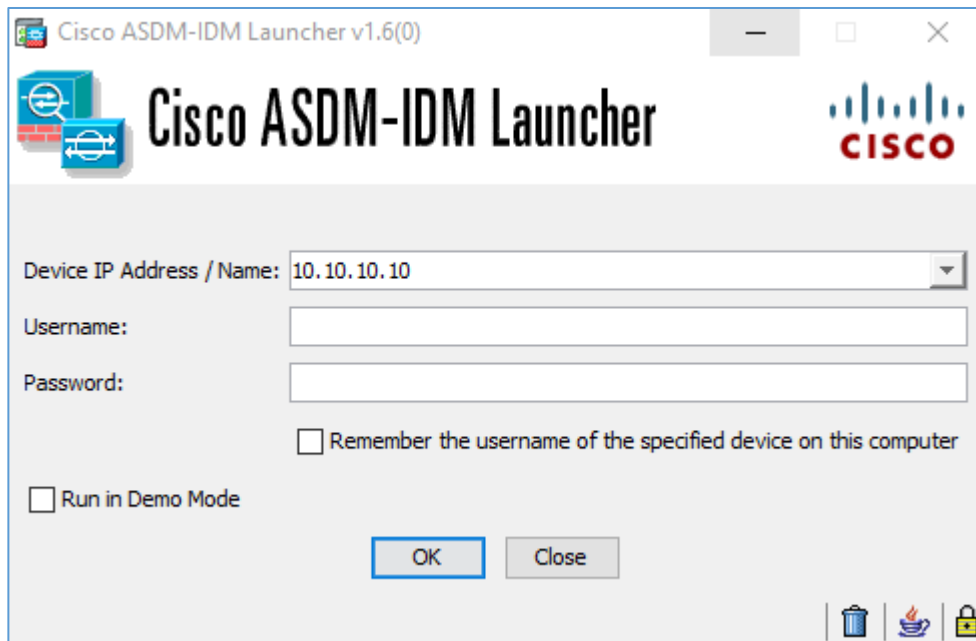 Cisco ASDM-IDM Launcher v1.6(0)
Cisco ASDM-IDM Launcher
CISCO
Device IP Address / Name: 10.10.10.10
Username:
Password:
Remember the username of the specified device on this computer
Run in Demo Mode
OK Close